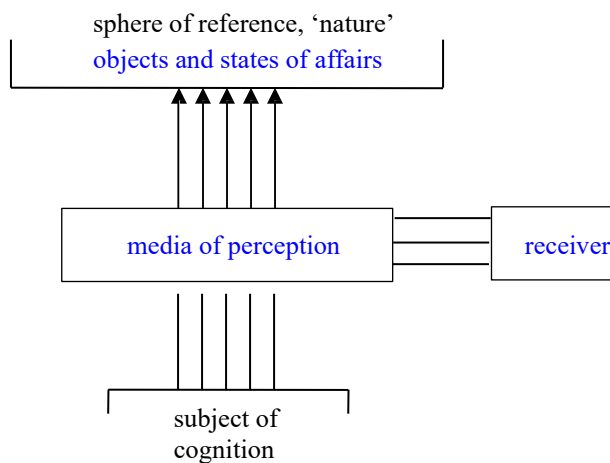 sphere of reference, ‘nature’
objects and states of affairs
media of perception
receiver
subject of
cognition